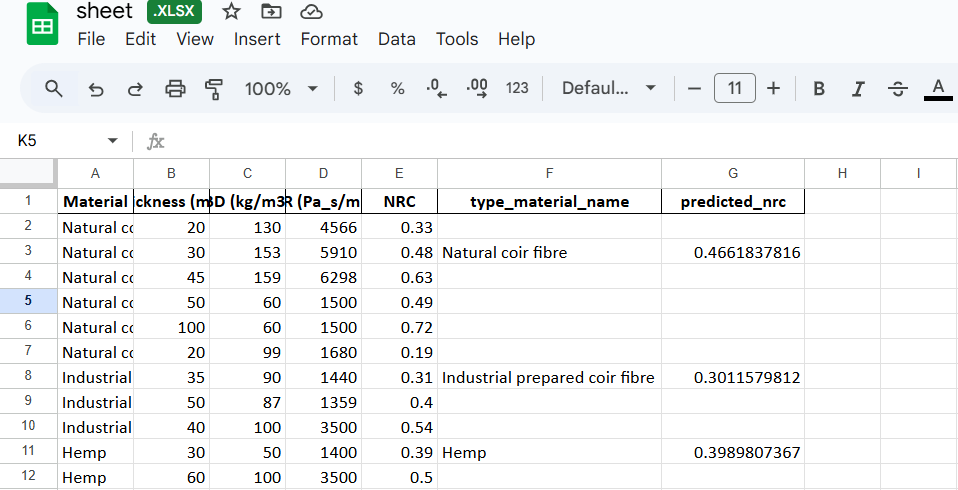 sheet .XLSX
File Edit View Insert Format Data Tools Help
100% $ % .0 .00 123 Defaul... 11 B I S A
K5 fx
A B C D E F G H I
1 Material ckness (m BD (kg/m3 R (Pa_s/m NRC type_material_name predicted_nrc
2 Natural co 20 130 4566 0.33
3 Natural co 30 153 5910 0.48 Natural coir fibre 0.4661837816
4 Natural co 45 159 6298 0.63
5 Natural co 50 60 1500 0.49
6 Natural co 100 60 1500 0.72
7 Natural co 20 99 1680 0.19
8 Industrial 35 90 1440 0.31 Industrial prepared coir fibre 0.3011579812
9 Industrial 50 87 1359 0.4
10 Industrial 40 100 3500 0.54
11 Hemp 30 50 1400 0.39 Hemp 0.3989807367
12 Hemp 60 100 3500 0.5